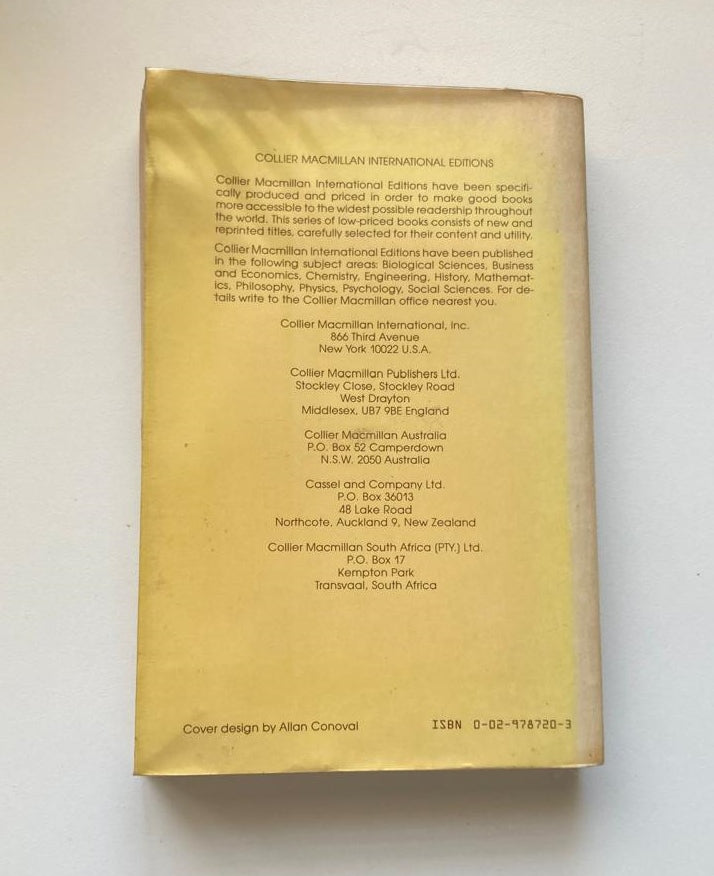 COLLIER MACMILLAN INTERNATIONAL EDITIONS
Collier Macmillan International Editions have been specifi-
cally produced and priced in order to make good books
more accessible to the widest possible readership throughout
the world. This series of low-priced books consists of new and
reprinted titles, carefully selected for their content and utility.
Collier Macmillan International Editions have been published
in the following subject areas: Biological Sciences, Business
and Economics, Chemistry, Engineering, History, Mathemat-
ics, Philosophy, Physics, Psychology, Social Sciences. For de-
tails write to the Collier Macmillan office nearest you.
Collier Macmillan International, Inc.
866 Third Avenue
New York 10022 U.S.A.
Collier Macmillan Publishers Ltd.
Stockley Close, Stockley Road
West Drayton
Middlesex, UB7 9BE England
Collier Macmillan Australia
P.O. Box 52 Camperdown
N.S.W. 2050 Australia
Cassel and Company Ltd.
P.O. Box 36013
48 Lake Road
Northcote, Auckland 9, New Zealand
Collier Macmillan South Africa (PTY.) Ltd.
P.O. Box 17
Kempton Park
Transvaal, South Africa
Cover design by Allan Conoval
ISBN 0-02-978720-3